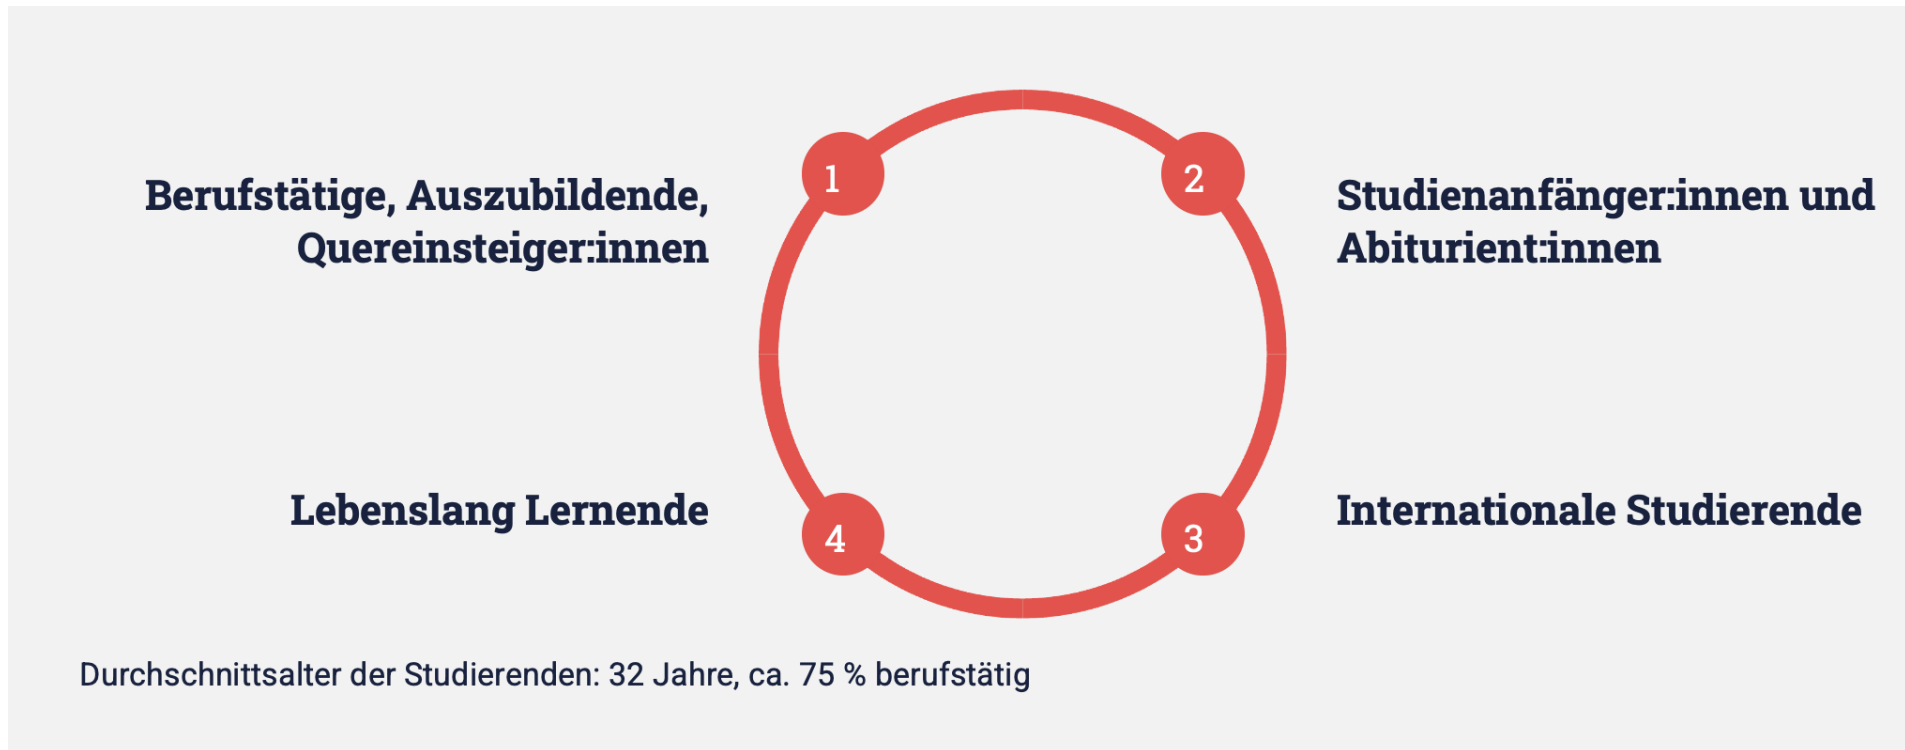 1
Berufstätige, Auszubildende,
Quereinsteiger:innen
2
Studienanfänger:innen und
Abiturient:innen
3
Internationale Studierende
4
Lebenslang Lernende
Durchschnittsalter der Studierenden: 32 Jahre, ca. 75 % berufstätig